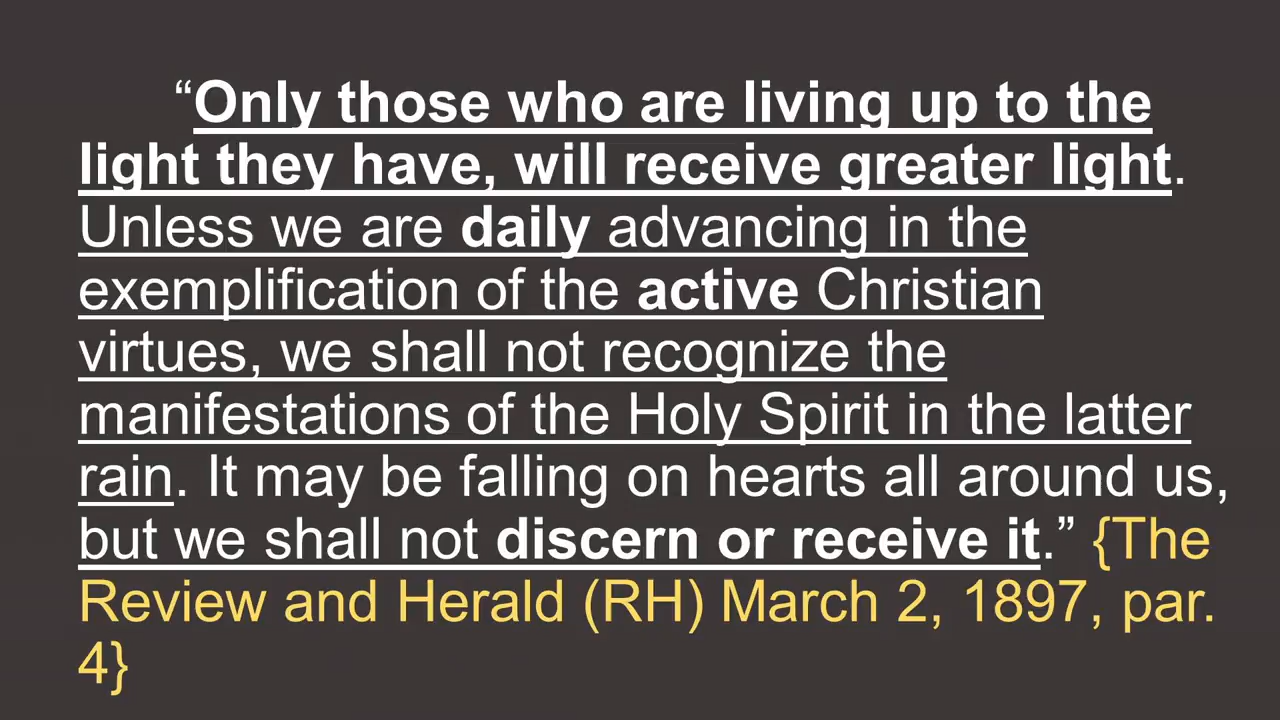 “Only those who are living up to the
light they have, will receive greater light.
Unless we are daily advancing in the
exemplification of the active Christian
virtues, we shall not recognize the
manifestations of the Holy Spirit in the latter
rain. It may be falling on hearts all around us,
but we shall not discern or receive it.” {The
Review and Herald (RH) March 2, 1897, par.
4}